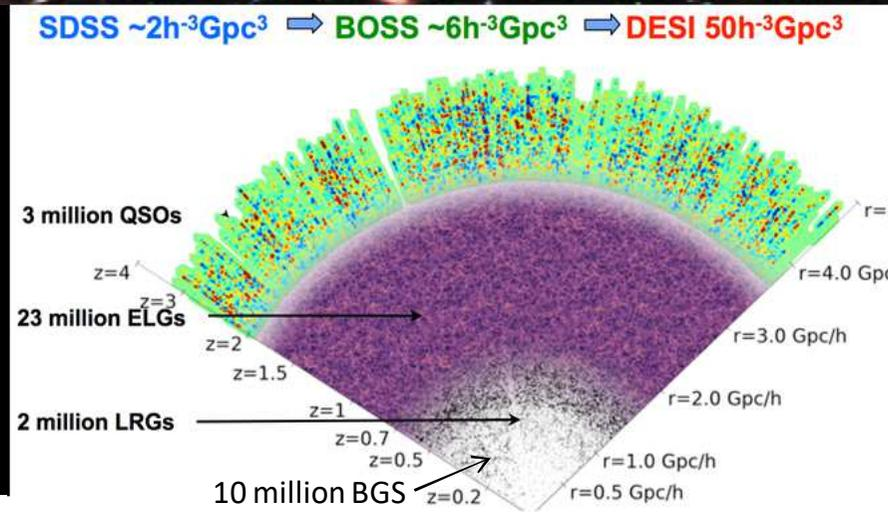 SDSS ~2h⁻³Gpc³ BOSS ~6h⁻³Gpc³ DESI 50h⁻³Gpc³
3 million QSOs
r=
z=4
r=4.0 Gpc
z=3
23 million ELGs
z=2
r=3.0 Gpc/h
z=1.5
r=2.0 Gpc/h
z=1
2 million LRGs
z=0.7
z=0.5
r=1.0 Gpc/h
10 million BGS
z=0.2
r=0.5 Gpc/h